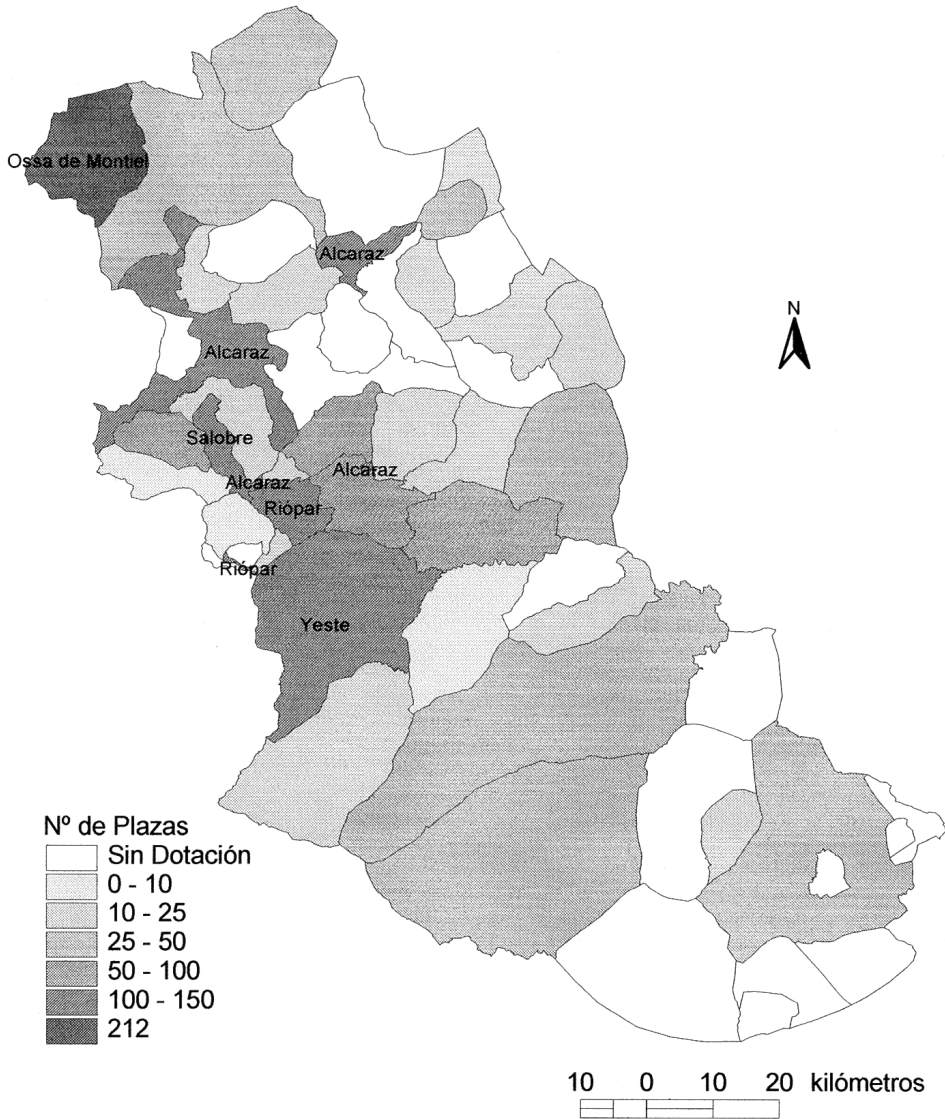 Ossa de Montiel
Alcaraz
N
Alcaraz
Salobre
Alcaraz
Alcaraz
Riópar
Riópar
Yeste
Nº de Plazas
Sin Dotación
0 - 10
10 - 25
25 - 50
50 - 100
100 - 150
212
10 0 10 20 kilómetros